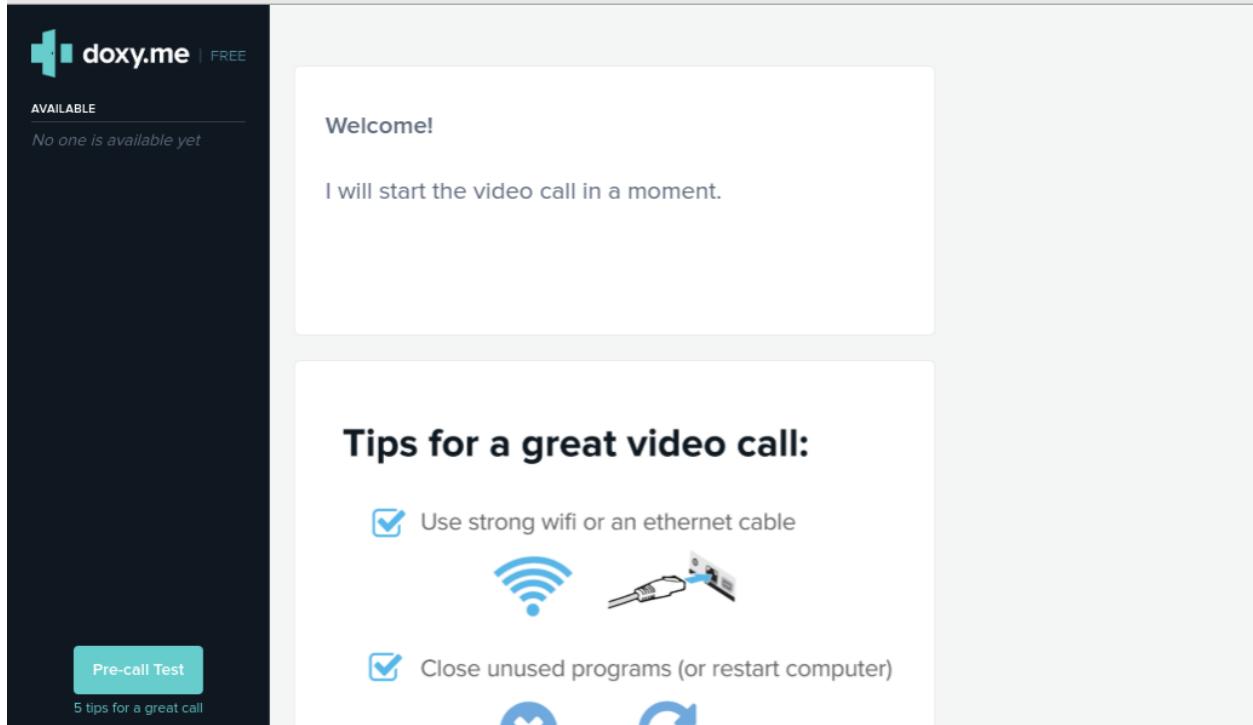 doxy.me | FREE
AVAILABLE
No one is available yet
Pre-call Test
5 tips for a great call
Welcome!
I will start the video call in a moment.
Tips for a great video call:
Use strong wifi or an ethernet cable
Close unused programs (or restart computer)